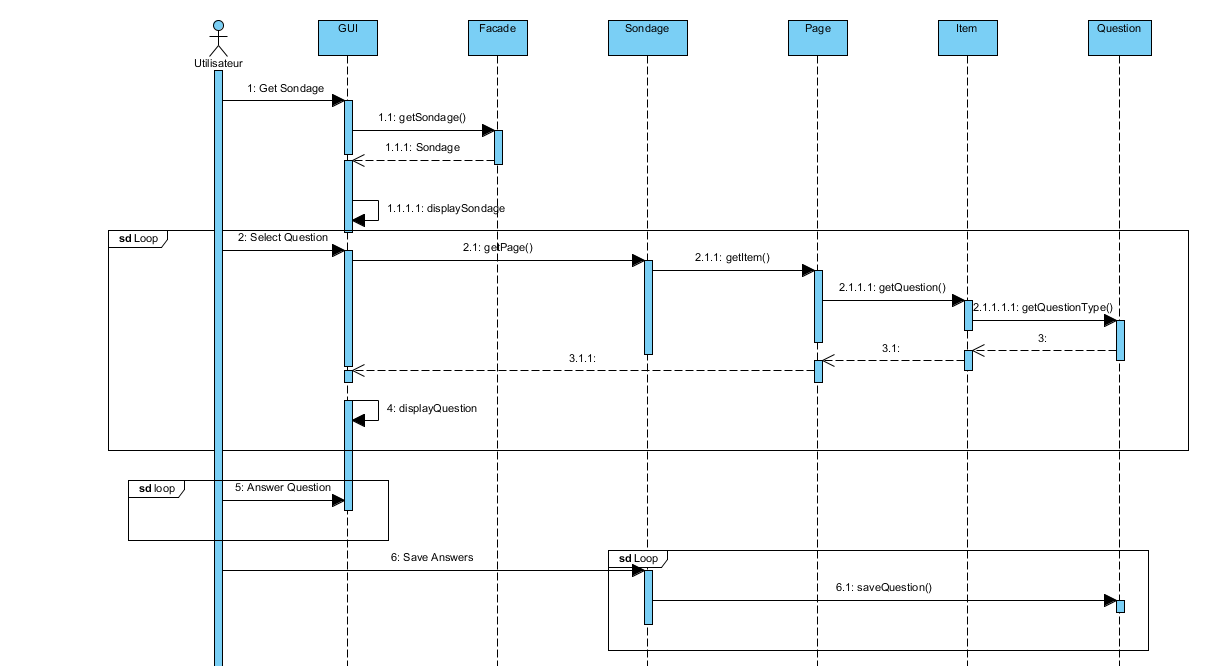 Utilisateur
GUI
Facade
Sondage
Page
Item
Question
1: Get Sondage
1.1: getSondage()
1.1.1: Sondage
1.1.1.1: displaySondage
sd Loop
2: Select Question
2.1: getPage()
2.1.1: getItem()
2.1.1.1: getQuestion()
2.1.1.1.1: getQuestionType()
3:
3.1:
3.1.1:
4: displayQuestion
sd loop
5: Answer Question
6: Save Answers
sd Loop
6.1: saveQuestion()